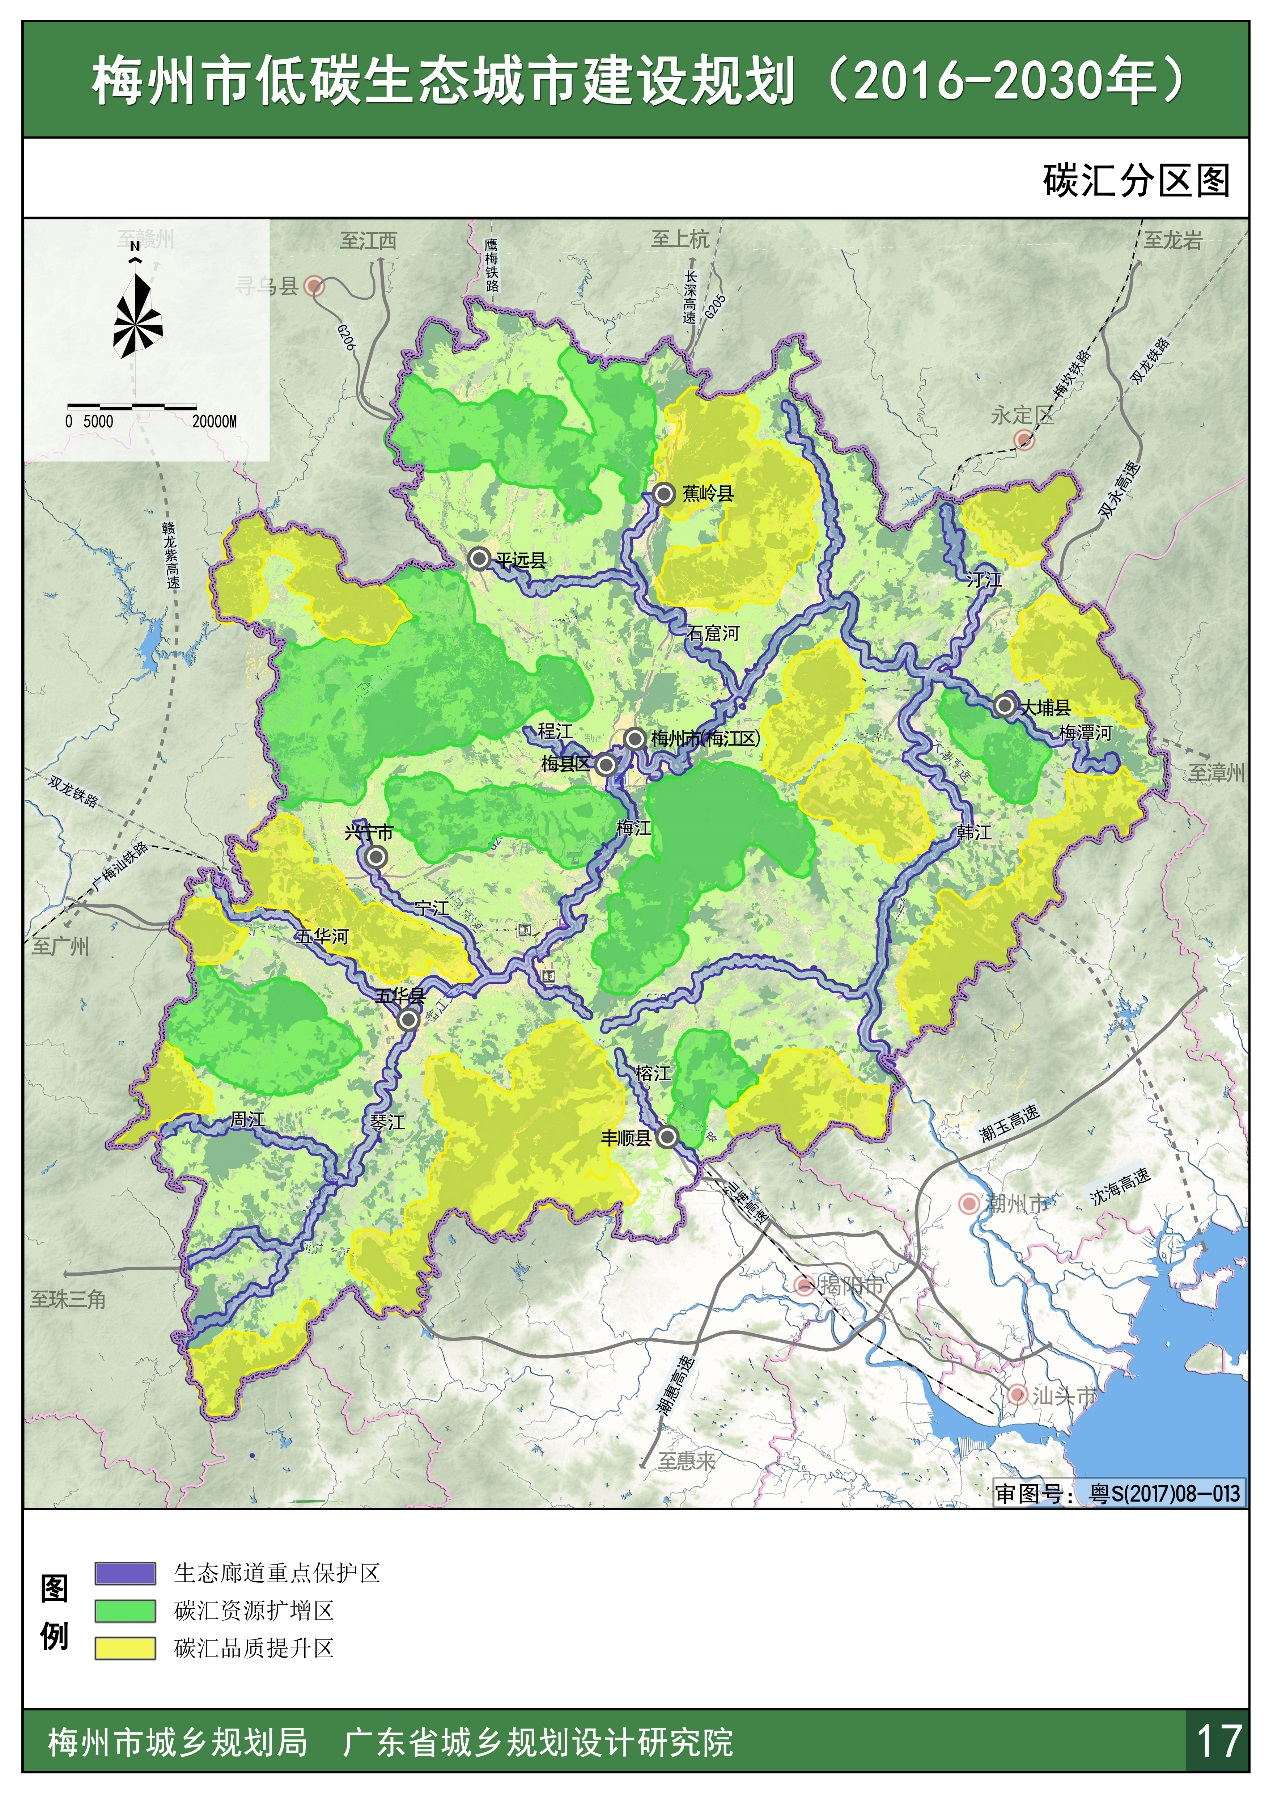 梅州市低碳生态城市建设规划（2016-2030年）
碳汇分区图
至赣州
至江西
鹰梅铁路
至上杭
至龙岩
N
寻乌县
长深高速
G205
G206
梅坎铁路
双龙铁路
0 5000 20000M
永定区
双永高速
蕉岭县
赣龙紫高速
平远县
汀江
石窟河
大埔县
程江
梅州市(梅江区)
梅潭河
梅县区
至漳州
双龙铁路
兴宁市
梅江
韩江
广梅汕铁路
宁江
五华河
至广州
五华县
榕江
周江
琴江
丰顺县
潮玉高速
汕梅高速
沈海高速
潮州市
至珠三角
揭阳市
潮惠高速
汕头市
至惠来
审图号：粤S(2017)08-013
图例
生态廊道重点保护区
碳汇资源扩增区
碳汇品质提升区
梅州市城乡规划局 广东省城乡规划设计研究院
17